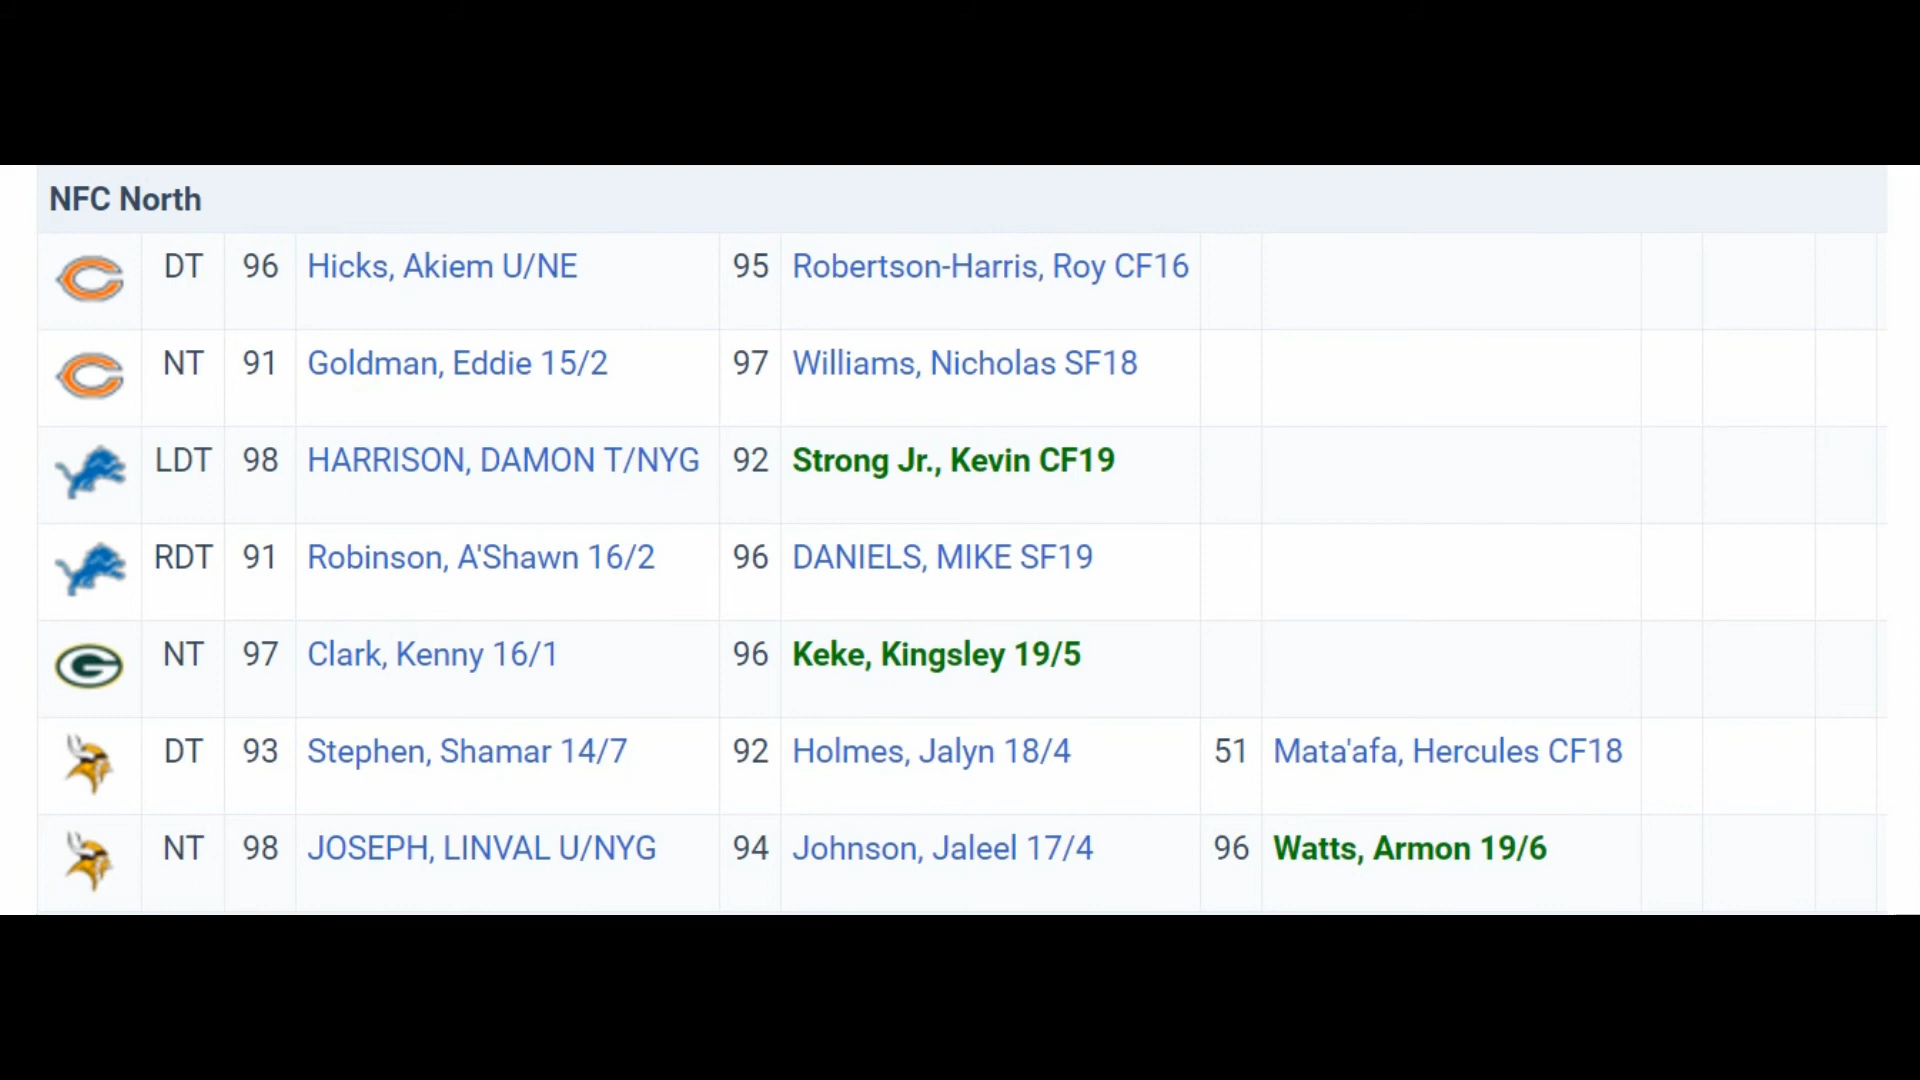 NFC North
DT 96 Hicks, Akiem U/NE 95 Robertson-Harris, Roy CF16
NT 91 Goldman, Eddie 15/2 97 Williams, Nicholas SF18
LDT 98 HARRISON, DAMON T/NYG 92 Strong Jr., Kevin CF19
RDT 91 Robinson, A'Shawn 16/2 96 DANIELS, MIKE SF19
NT 97 Clark, Kenny 16/1 96 Keke, Kingsley 19/5
DT 93 Stephen, Shamar 14/7 92 Holmes, Jalyn 18/4 51 Mata'afa, Hercules CF18
NT 98 JOSEPH, LINVAL U/NYG 94 Johnson, Jaleel 17/4 96 Watts, Armon 19/6